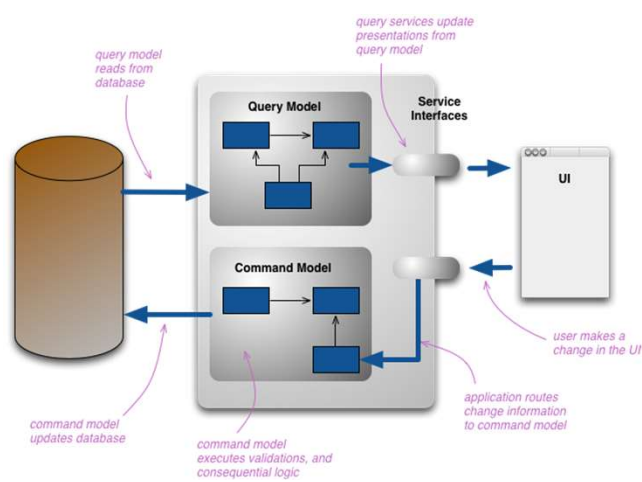 query services update
presentations from
query model
query model
reads from
database
Query Model
Service
Interfaces
UI
Command Model
user makes a
change in the UI
command model
updates database
application routes
change information
to command model
command model
executes validations, and
consequential logic